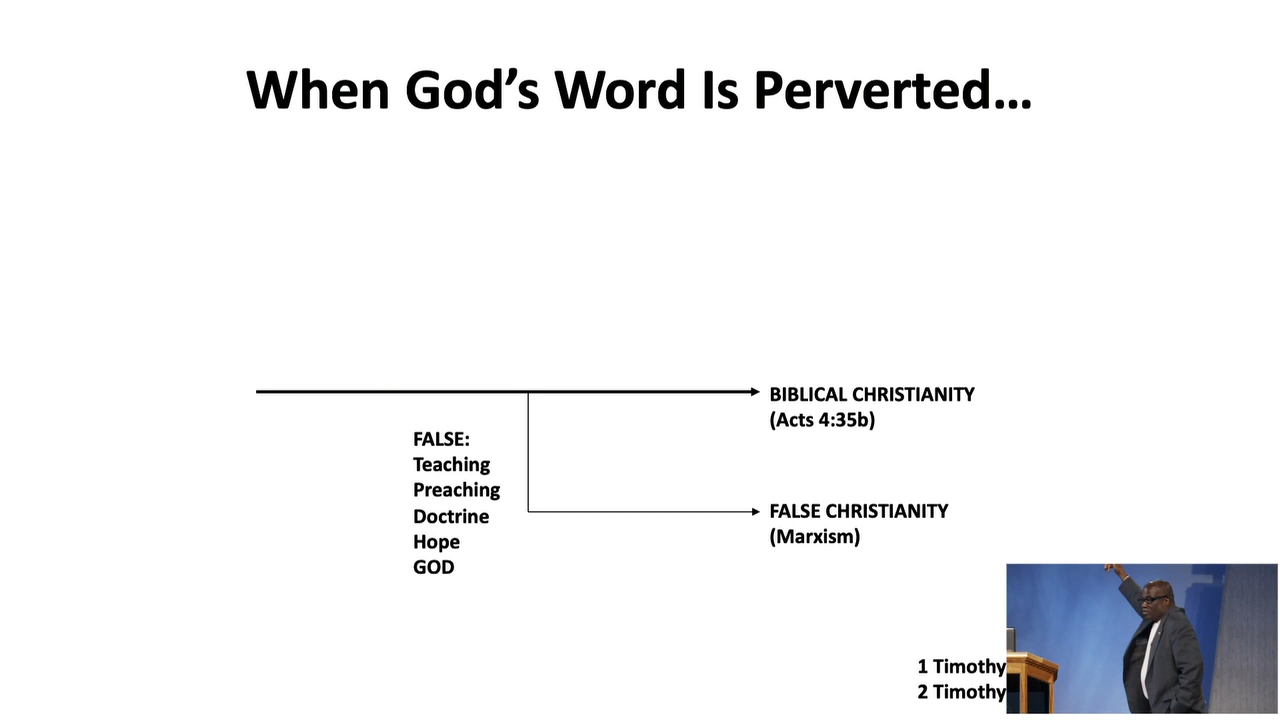 When God’s Word Is Perverted...
BIBLICAL CHRISTIANITY
(Acts 4:35b)
FALSE:
Teaching
Preaching
Doctrine
Hope
GOD
FALSE CHRISTIANITY
(Marxism)
1 Timothy
2 Timothy